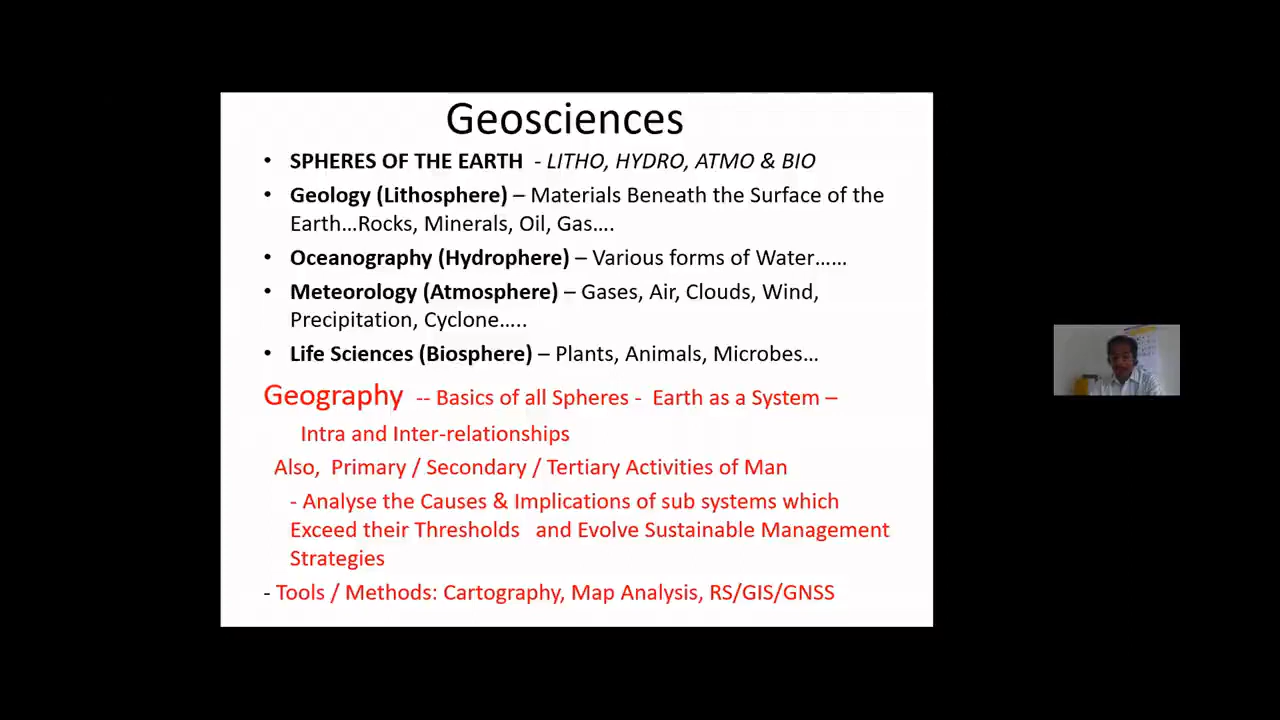 Geosciences
• SPHERES OF THE EARTH - LITHO, HYDRO, ATMO & BIO
• Geology (Lithosphere) – Materials Beneath the Surface of the
Earth…Rocks, Minerals, Oil, Gas….
• Oceanography (Hydrophere) – Various forms of Water……
• Meteorology (Atmosphere) – Gases, Air, Clouds, Wind,
Precipitation, Cyclone…..
• Life Sciences (Biosphere) – Plants, Animals, Microbes…
Geography -- Basics of all Spheres - Earth as a System –
Intra and Inter-relationships
Also, Primary / Secondary / Tertiary Activities of Man
- Analyse the Causes & Implications of sub systems which
Exceed their Thresholds and Evolve Sustainable Management
Strategies
- Tools / Methods: Cartography, Map Analysis, RS/GIS/GNSS